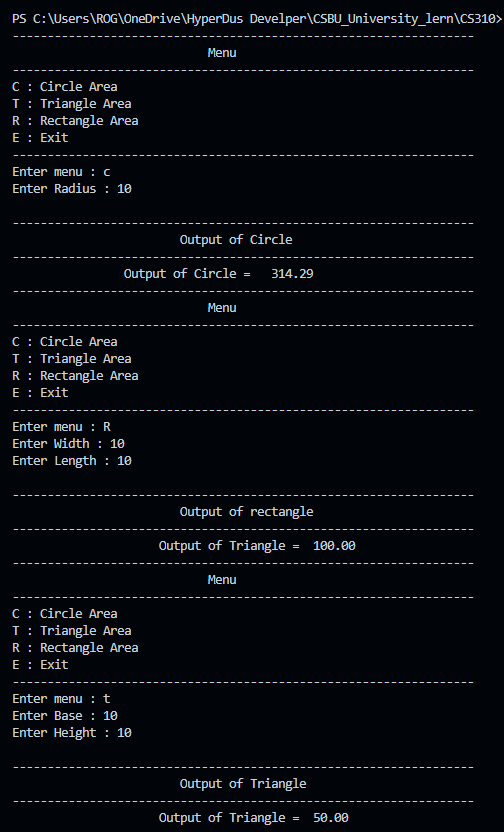 PS C:\Users\ROG\OneDrive\HyperDus Develper\CSBU_University_lern\CS310>
------------------------------------------------------------------
Menu
------------------------------------------------------------------
C : Circle Area
T : Triangle Area
R : Rectangle Area
E : Exit
------------------------------------------------------------------
Enter menu : c
Enter Radius : 10
------------------------------------------------------------------
Output of Circle
------------------------------------------------------------------
Output of Circle =   314.29
------------------------------------------------------------------
Menu
------------------------------------------------------------------
C : Circle Area
T : Triangle Area
R : Rectangle Area
E : Exit
------------------------------------------------------------------
Enter menu : R
Enter Width : 10
Enter Length : 10
------------------------------------------------------------------
Output of rectangle
------------------------------------------------------------------
Output of Triangle =  100.00
------------------------------------------------------------------
Menu
------------------------------------------------------------------
C : Circle Area
T : Triangle Area
R : Rectangle Area
E : Exit
------------------------------------------------------------------
Enter menu : t
Enter Base : 10
Enter Height : 10
------------------------------------------------------------------
Output of Triangle
------------------------------------------------------------------
Output of Triangle =  50.00